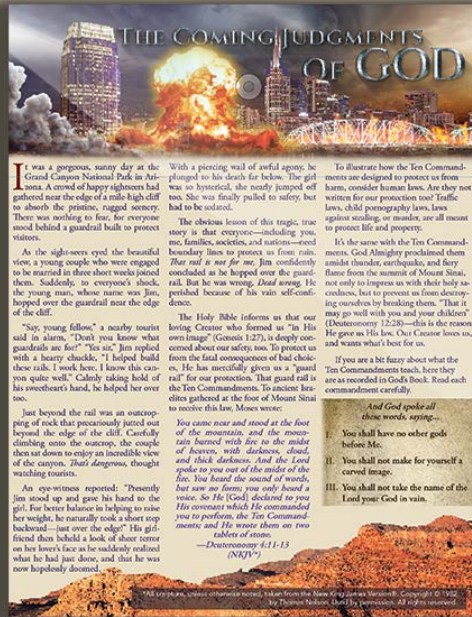 THE COMING JUDGMENTS
OF GOD
It was a gorgeous, sunny day at the
Grand Canyon National Park in Ari-
zona. A crowd of happy sightseers had
gathered near the edge of a mile-high cliff
to absorb the pristine, rugged scenery.
There was nothing to fear, for everyone
stood behind a guardrail built to protect
visitors.
As the sight-seers eyed the beautiful
view, a young couple who were engaged
to be married in three short weeks joined
them. Suddenly, to everyone's shock,
the young man, whose name was Jim,
hopped over the guardrail near the edge
of the cliff.
"Say, young fellow," a nearby tourist
said in alarm, "Don't you know what
guardrails are for?" "Yes sir," Jim replied
with a hearty chuckle, "I helped build
these rails. I work here. I know this can-
yon quite well." Calmly taking hold of
his sweetheart's hand, he helped her over
too.
Just beyond the rail was an outcrop-
ping of rock that precariously jutted out
beyond the edge of the cliff. Carefully
climbing onto the outcrop, the couple
then sat down to enjoy an incredible view
of the canyon. That's dangerous, thought
watching tourists.
An eye-witness reported: "Presently
Jim stood up and gave his hand to the
girl. For better balance in helping to raise
her weight, he naturally took a short step
backward—just over the edge!" His girl-
friend then beheld a look of sheer terror
on her lover's face as he suddenly realized
what he had just done, and that he was
now hopelessly doomed.
With a piercing wail of awful agony, he
plunged to his death far below. The girl
was so hysterical, she nearly jumped off
too. She was finally pulled to safety, but
had to be sedated.
The obvious lesson of this tragic, true
story is that everyone—including you,
me, families, societies, and nations—need
boundary lines to protect us from ruin.
That rail is not for me, Jim confidently
concluded as he hopped over the guard-
rail. But he was wrong, Dead wrong. He
perished because of his vain self-confi-
dence.
The Holy Bible informs us that our
loving Creator who formed us "in His
own image" (Genesis 1:27), is deeply con-
cerned about our safety, too. To protect us
from the fatal consequences of bad choic-
es, He has mercifully given us a "guard
rail" for our protection. That guard rail is
the Ten Commandments. To ancient Isra-
elites gathered at the foot of Mount Sinai
to receive this law, Moses wrote:
You came near and stood at the foot
of the mountain, and the moun-
tain burned with fire to the midst
of heaven, with darkness, cloud,
and thick darkness. And the Lord
spoke to you out of the midst of the
fire. You heard the sound of words,
but saw no form; you only heard a
voice. So He [God] declared to you
His covenant which He commanded
you to perform, the Ten Command-
ments; and He wrote them on two
tablets of stone.
—Deuteronomy 4:11-13
(NKJV*)
To illustrate how the Ten Command-
ments are designed to protect us from
harm, consider human laws. Are they not
written for our protection too? Traffic
laws, child pornography laws, laws
against stealing, or murder, are all meant
to protect life and property.
It's the same with the Ten Command-
ments. God Almighty proclaimed them
amidst thunder, earthquake, and fiery
flame from the summit of Mount Sinai,
not only to impress us with their holy sa-
credness, but to prevent us from destroy-
ing ourselves by breaking them. "That it
may go well with you and your children"
(Deuteronomy 12:28)—this is the reason
He gave us His law. Our Creator loves us,
and wants what's best for us.
If you are a bit fuzzy about what the
Ten Commandments teach, here they
are as recorded in God's Book. Read each
commandment carefully.
And God spoke all
these words, saying...
I. You shall have no other gods
before Me.
II. You shall not make for yourself a
carved image.
III. You shall not take the name of the
Lord your God in vain.
*All scripture, unless otherwise noted, taken from the New King James Version®. Copyright © 1982
by Thomas Nelson. Used by permission. All rights reserved.